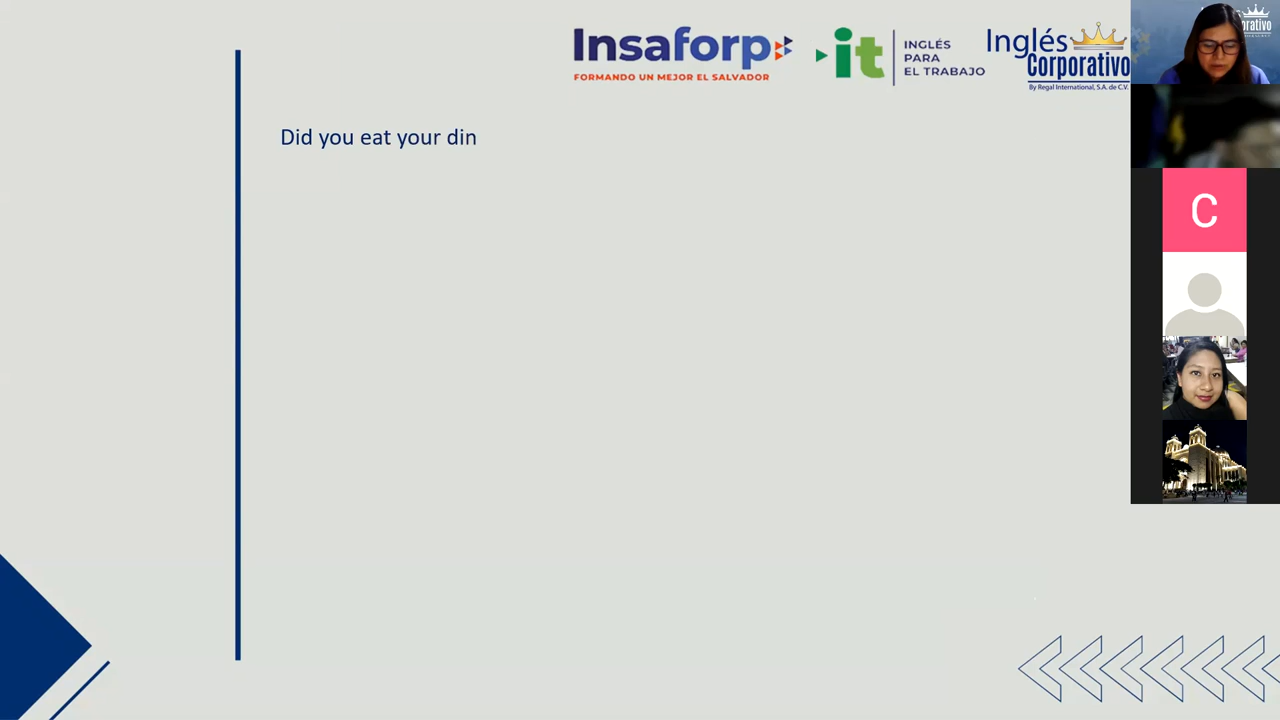 Insaforp
FORMANDO UN MEJOR EL SALVADOR
it
INGLÉS
PARA
EL TRABAJO
Inglés
Corporativo
By Regal International, S.A. de C.V.
Did you eat your din
C